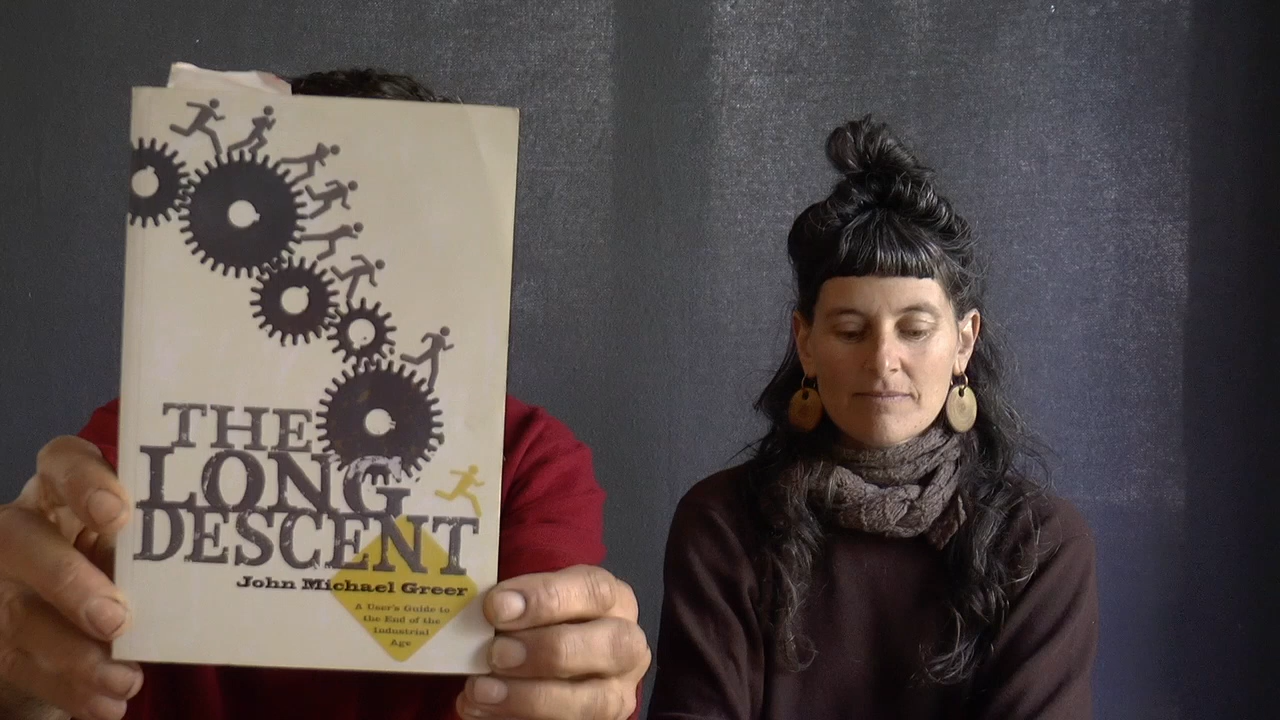 THE
LONG
DESCENT
John Michael Greer
A User's Guide to
the End of the
Industrial
Age